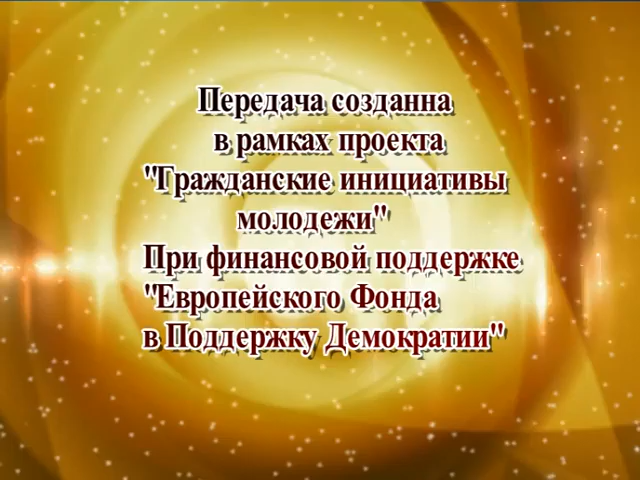 Передача созданна
в рамках проекта
"Гражданские инициативы
молодежи"
При финансовой поддержке
"Европейского Фонда
в Поддержку Демократии"